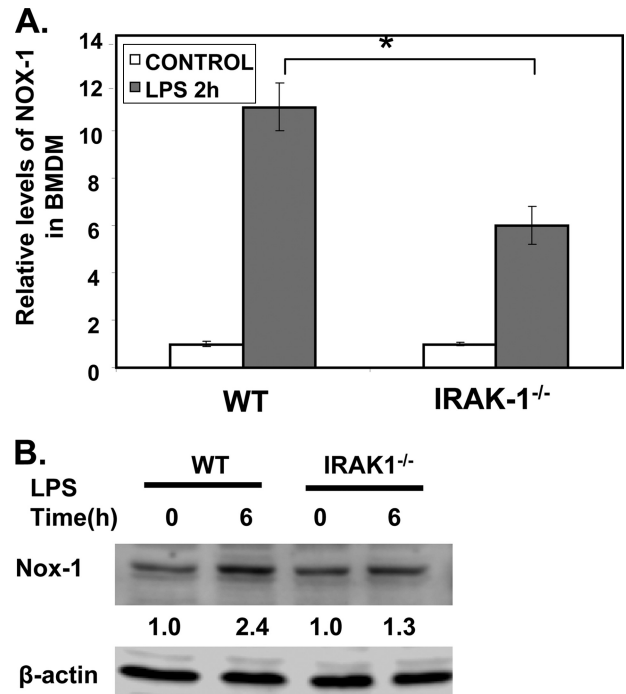 A.
Relative levels of NOX-1
in BMDM
14
12
10
8
6
4
2
0
CONTROL
LPS 2h
*
WT
IRAK-1-/-
B.
WT
IRAK1-/-
LPS
Time(h)
0
6
0
6
Nox-1
1.0
2.4
1.0
1.3
β-actin